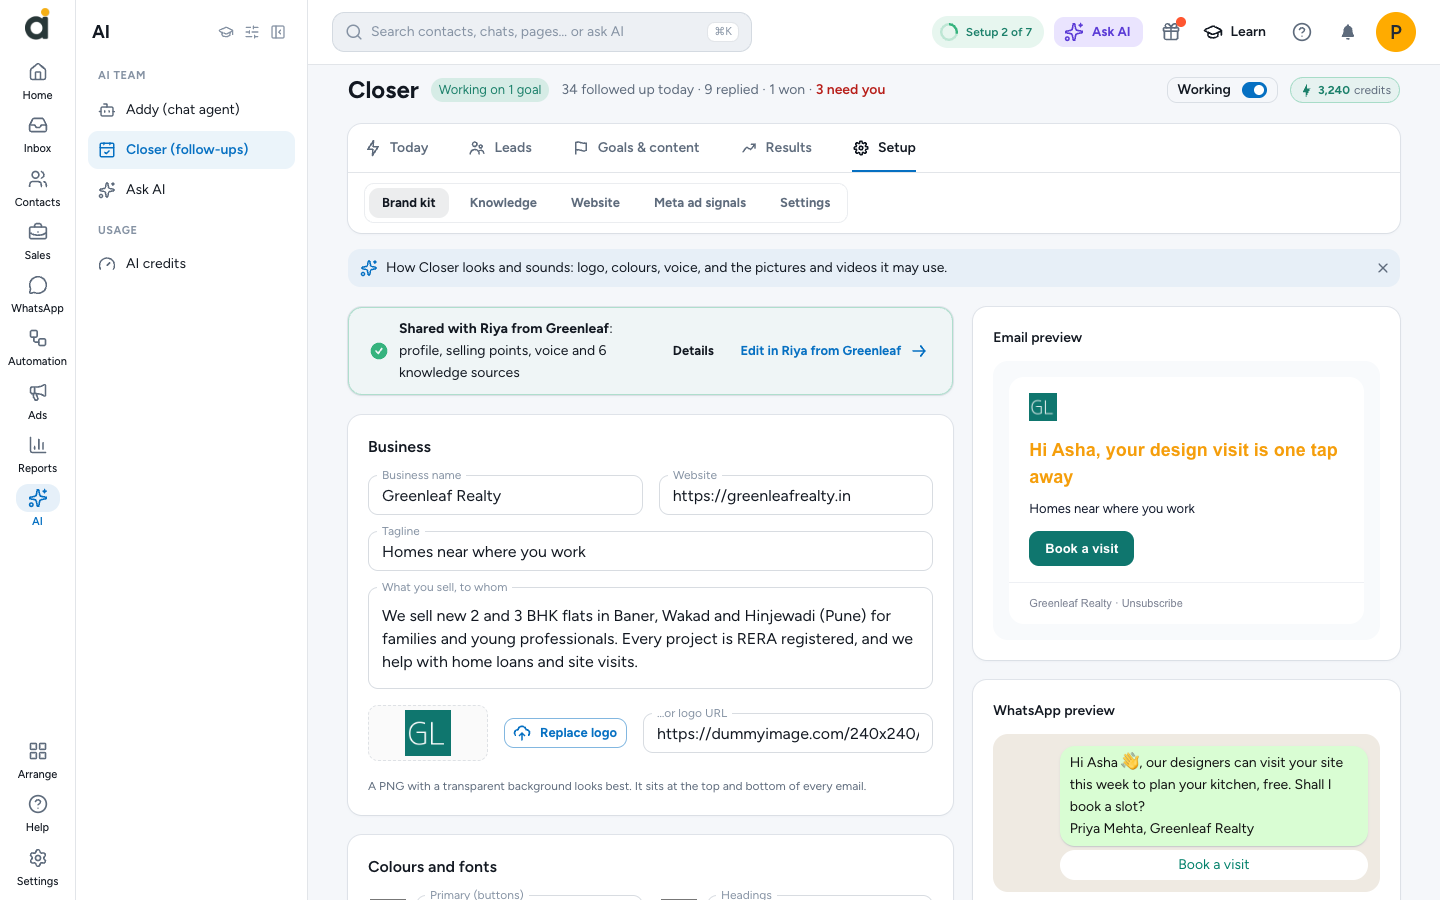 Search contacts, chats, pages... or ask AI
⌘K
Setup 2 of 7
Ask AI
Learn
P
Home
Inbox
Contacts
Sales
WhatsApp
Automation
Ads
Reports
AI
Arrange
Help
Settings
AI
AI TEAM
Addy (chat agent)
Closer (follow-ups)
Ask AI
USAGE
AI credits
Closer
Working on 1 goal
34 followed up today · 9 replied · 1 won · 3 need you
Working
3,240 credits
Today
Leads
Goals & content
Results
Setup
Brand kit
Knowledge
Website
Meta ad signals
Settings
How Closer looks and sounds: logo, colours, voice, and the pictures and videos it may use.
Shared with Riya from Greenleaf:
profile, selling points, voice and 6
knowledge sources
Details
Edit in Riya from Greenleaf
Business
Business name
Greenleaf Realty
Website
https://greenleafrealty.in
Tagline
Homes near where you work
What you sell, to whom
We sell new 2 and 3 BHK flats in Baner, Wakad and Hinjewadi (Pune) for
families and young professionals. Every project is RERA registered, and we
help with home loans and site visits.
GL
Replace logo
...or logo URL
https://dummyimage.com/240x240/
A PNG with a transparent background looks best. It sits at the top and bottom of every email.
Colours and fonts
Primary (buttons)
Headings
Email preview
GL
Hi Asha, your design visit is one tap
away
Homes near where you work
Book a visit
Greenleaf Realty · Unsubscribe
WhatsApp preview
Hi Asha 👋, our designers can visit your site
this week to plan your kitchen, free. Shall I
book a slot?
Priya Mehta, Greenleaf Realty
Book a visit